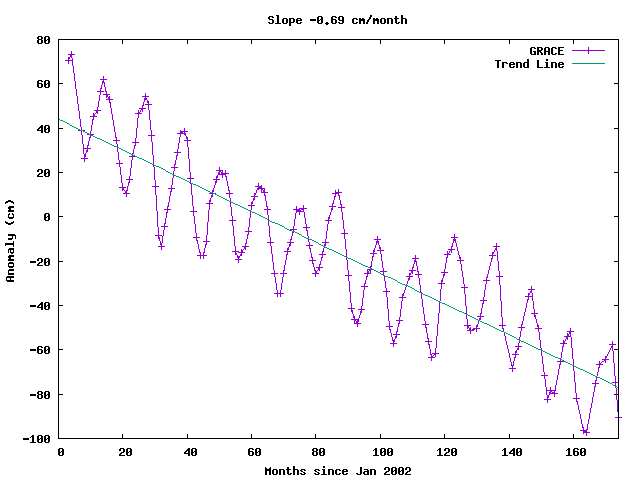 Slope -0.69 cm/month
GRACE
Trend Line
Anomaly (cm)
80
60
40
20
0
-20
-40
-60
-80
-100
0 20 40 60 80 100 120 140 160
Months since Jan 2002